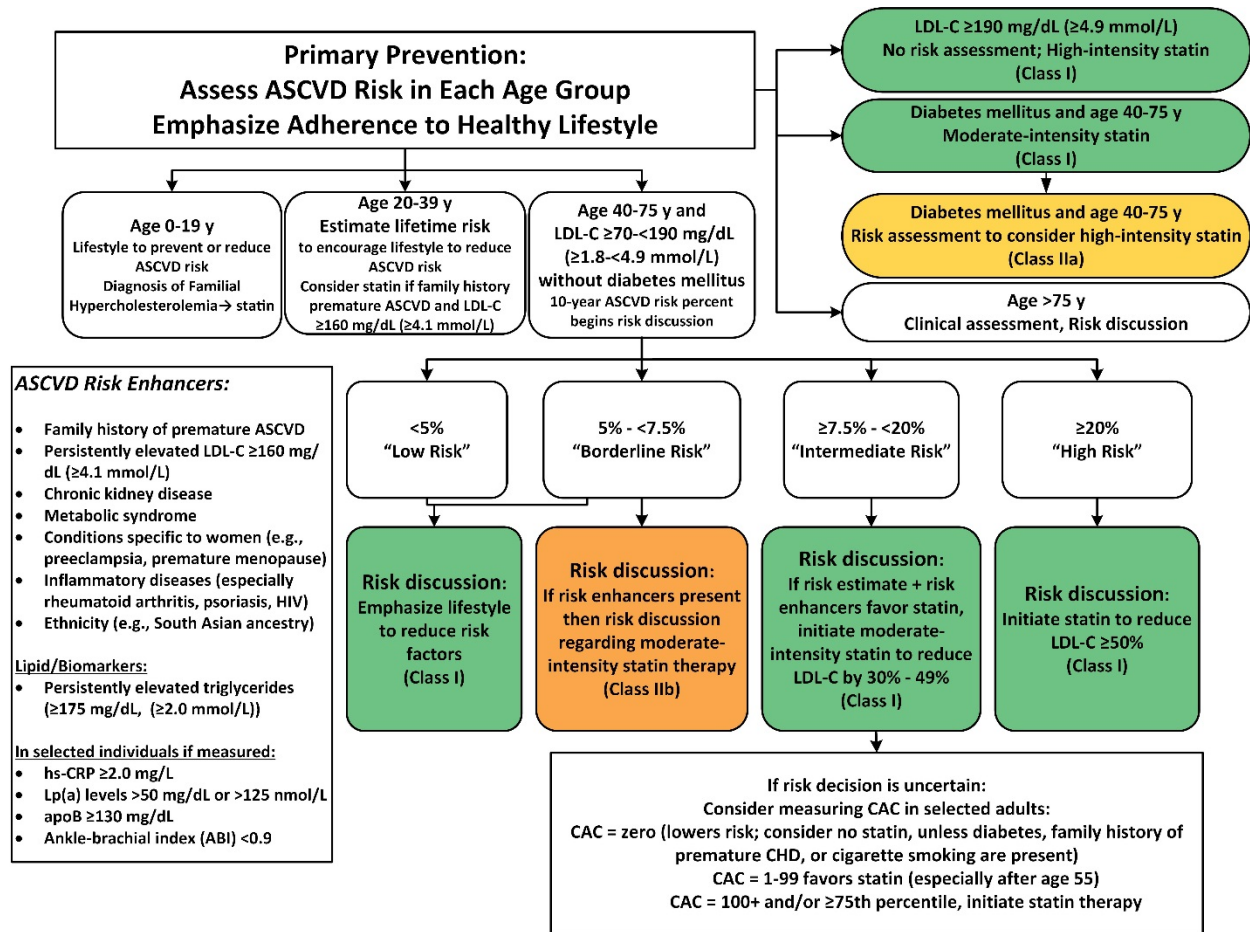 Primary Prevention:
Assess ASCVD Risk in Each Age Group
Emphasize Adherence to Healthy Lifestyle
LDL-C ≥190 mg/dL (≥4.9 mmol/L)
No risk assessment; High-intensity statin
(Class I)
Diabetes mellitus and age 40-75 y
Moderate-intensity statin
(Class I)
Diabetes mellitus and age 40-75 y
Risk assessment to consider high-intensity statin
(Class IIa)
Age >75 y
Clinical assessment, Risk discussion
Age 0-19 y
Lifestyle to prevent or reduce
ASCVD risk
Diagnosis of Familial
Hypercholesterolemia→ statin
Age 20-39 y
Estimate lifetime risk
to encourage lifestyle to reduce
ASCVD risk
Consider statin if family history
premature ASCVD and LDL-C
≥160 mg/dL (≥4.1 mmol/L)
Age 40-75 y and
LDL-C ≥70-<190 mg/dL
(≥1.8-<4.9 mmol/L)
without diabetes mellitus
10-year ASCVD risk percent
begins risk discussion
ASCVD Risk Enhancers:
• Family history of premature ASCVD
• Persistently elevated LDL-C ≥160 mg/
dL (≥4.1 mmol/L)
• Chronic kidney disease
• Metabolic syndrome
• Conditions specific to women (e.g.,
preeclampsia, premature menopause)
• Inflammatory diseases (especially
rheumatoid arthritis, psoriasis, HIV)
• Ethnicity (e.g., South Asian ancestry)
Lipid/Biomarkers:
• Persistently elevated triglycerides
(≥175 mg/dL, (≥2.0 mmol/L))
In selected individuals if measured:
• hs-CRP ≥2.0 mg/L
• Lp(a) levels >50 mg/dL or >125 nmol/L
• apoB ≥130 mg/dL
• Ankle-brachial index (ABI) <0.9
<5%
“Low Risk”
5% - <7.5%
“Borderline Risk”
≥7.5% - <20%
“Intermediate Risk”
≥20%
“High Risk”
Risk discussion:
Emphasize lifestyle
to reduce risk
factors
(Class I)
Risk discussion:
If risk enhancers present
then risk discussion
regarding moderate-
intensity statin therapy
(Class IIb)
Risk discussion:
If risk estimate + risk
enhancers favor statin,
initiate moderate-
intensity statin to reduce
LDL-C by 30% - 49%
(Class I)
Risk discussion:
Initiate statin to reduce
LDL-C ≥50%
(Class I)
If risk decision is uncertain:
Consider measuring CAC in selected adults:
CAC = zero (lowers risk; consider no statin, unless diabetes, family history of
premature CHD, or cigarette smoking are present)
CAC = 1-99 favors statin (especially after age 55)
CAC = 100+ and/or ≥75th percentile, initiate statin therapy